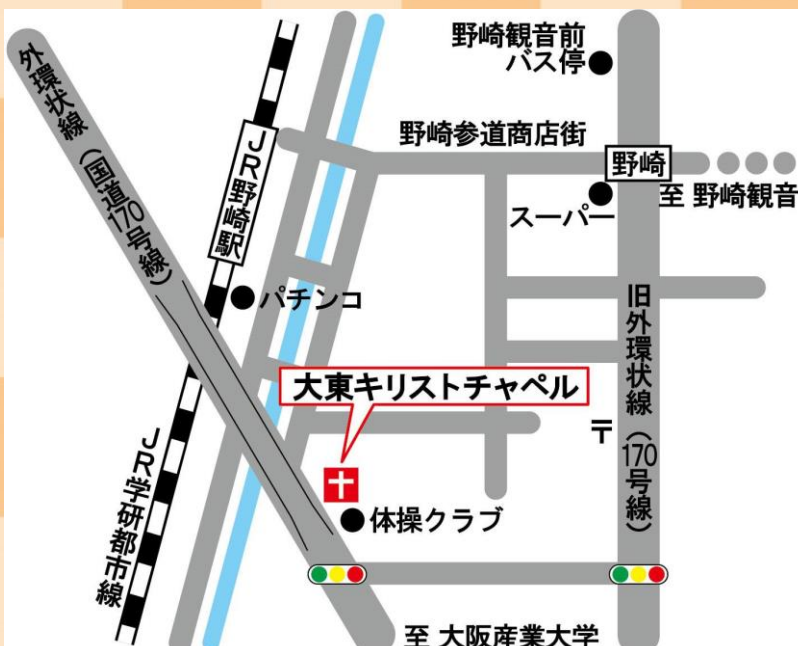 野崎観音前
バス停
外環状線(国道170号線)
JR野崎駅
野崎参道商店街
野崎
スーパー
至 野崎観音
パチンコ
旧外環状線(170号線)
大東キリストチャペル
〒
JR学研都市線
体操クラブ
至 大阪産業大学